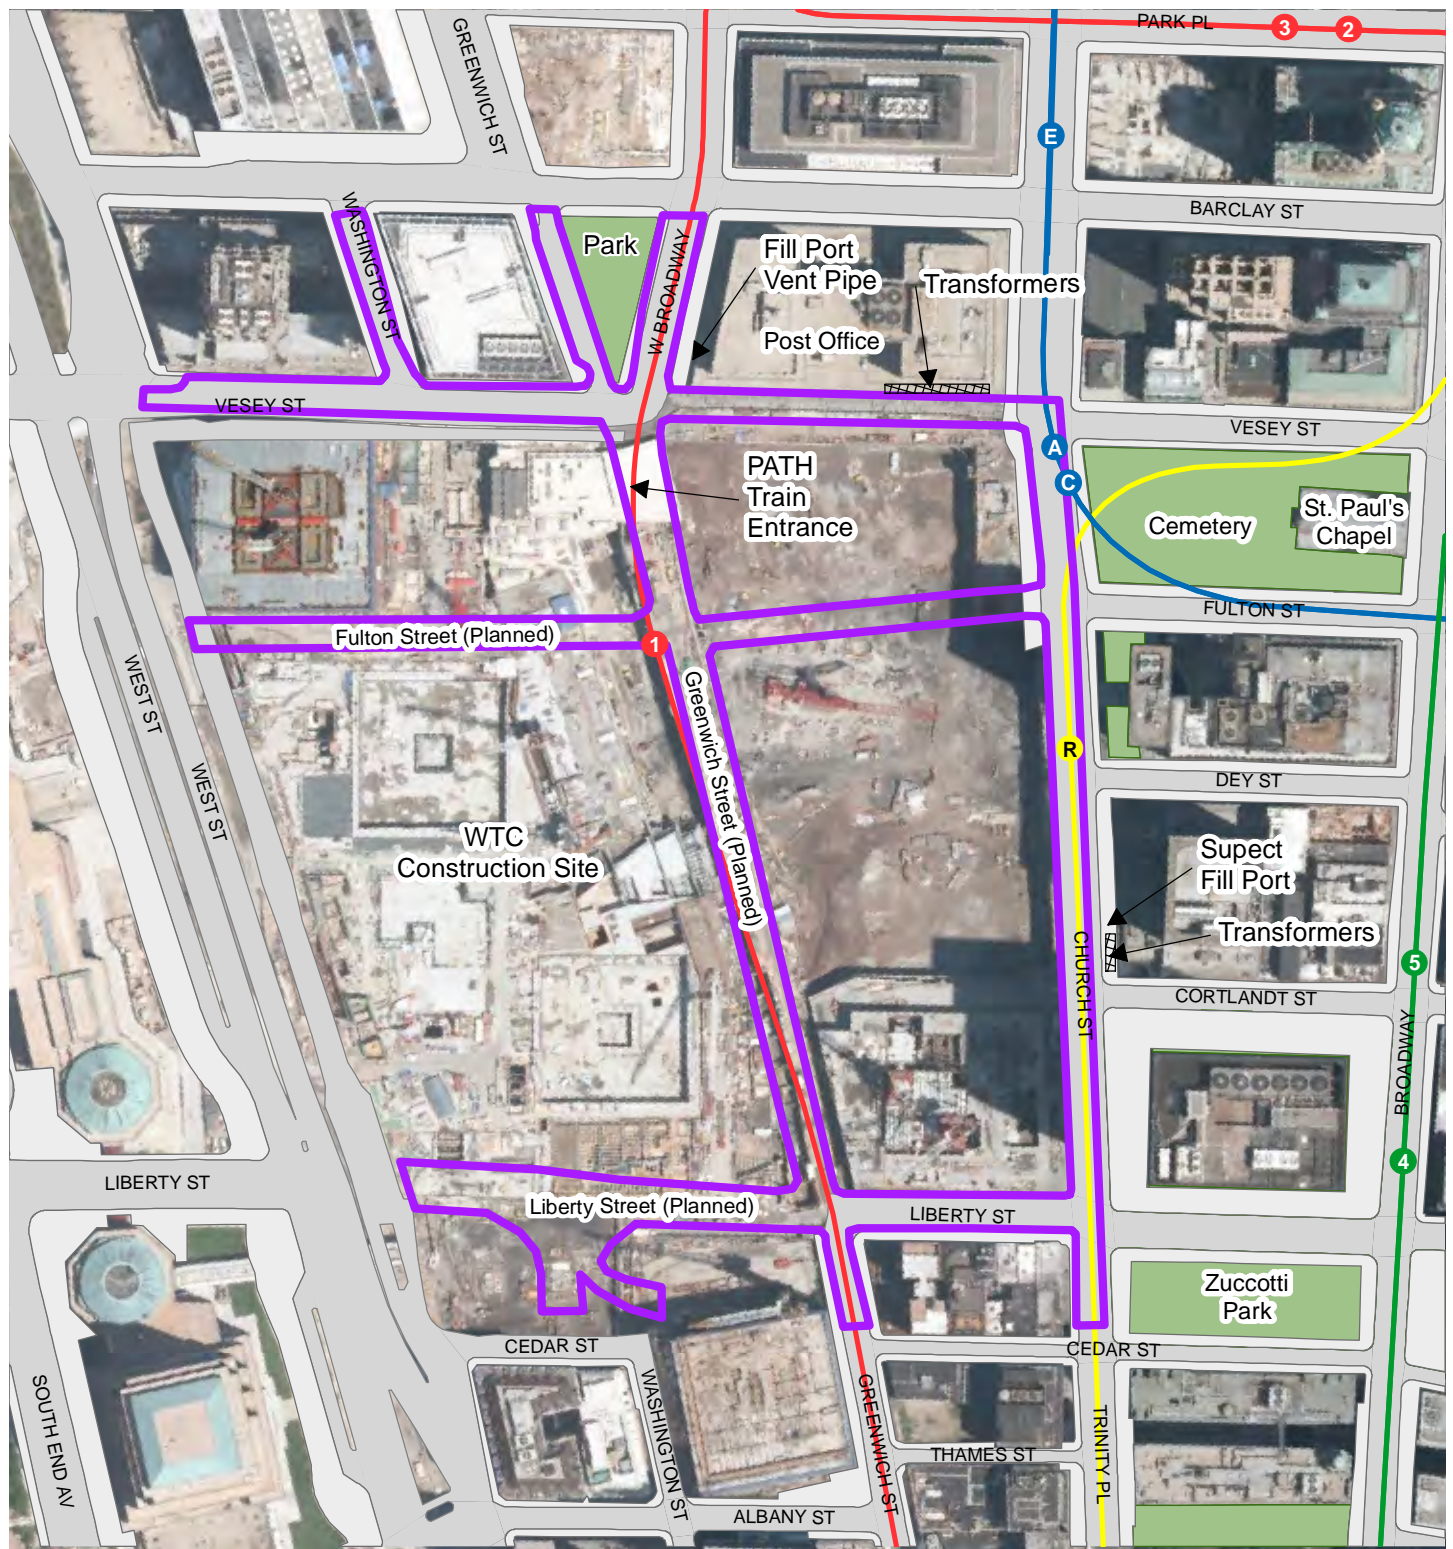 PARK PL
3
2
GREENWICH ST
E
WASHINGTON ST
BARCLAY ST
Park
W BROADWAY
Fill Port
Vent Pipe
Transformers
Post Office
VESEY ST
VESEY ST
A
C
PATH
Train
Entrance
Cemetery
St. Paul's
Chapel
FULTON ST
Fulton Street (Planned)
1
WEST ST
WEST ST
Greenwich Street (Planned)
R
DEY ST
WTC
Construction Site
Supect
Fill Port
Transformers
CHURCH ST
5
CORTLANDT ST
BROADWAY
4
LIBERTY ST
Liberty Street (Planned)
LIBERTY ST
Zuccotti
Park
CEDAR ST
CEDAR ST
SOUTH END AV
WASHINGTON ST
GREENWICH ST
TRINITY PL
THAMES ST
ALBANY ST